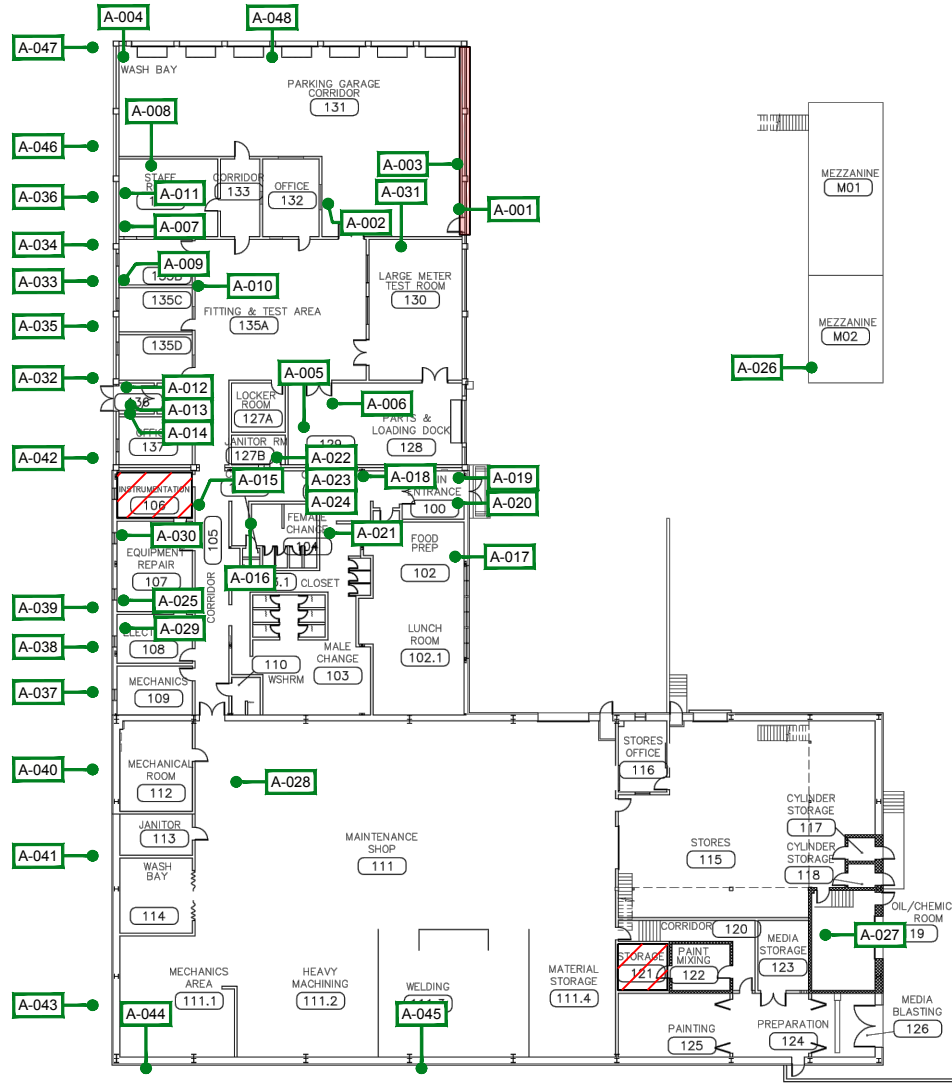 A-004
A-048
A-047
WASH BAY
PARKING GARAGE
CORRIDOR
131
A-008
A-046
A-003
A-031
STAFF
CORRIDOR
133
OFFICE
132
A-011
A-036
A-002
A-001
A-007
A-034
MEZZANINE
M01
A-009
A-033
A-010
135C
LARGE METER
TEST ROOM
130
FITTING & TEST AREA
135A
A-035
135D
MEZZANINE
M02
A-026
A-005
A-032
A-012
A-006
A-013
LOCKER
ROOM
127A
PARTS &
LOADING DOCK
128
A-014
137
JANITOR RM
127B
A-042
A-022
A-015
A-023
A-018
A-019
A-024
A-020
INSTRUMENTATION
106
ENTRANCE
100
FEMALE
CHANGE
104
A-030
A-021
105
FOOD
PREP
102
A-017
EQUIPMENT
REPAIR
107
A-016
CLOSET
CORRIDOR
A-039
A-025
A-029
108
LUNCH
ROOM
102.1
A-038
MALE
CHANGE
103
110
WSHRM
A-037
MECHANICS
109
STORES
OFFICE
116
A-040
MECHANICAL
ROOM
112
A-028
CYLINDER
STORAGE
117
JANITOR
113
MAINTENANCE
SHOP
111
STORES
115
CYLINDER
STORAGE
118
A-041
WASH
BAY
114
OIL/CHEMIC
ROOM
19
A-027
CORRIDOR
120
MEDIA
STORAGE
123
STORAGE
121
PAINT
MIXING
122
A-043
MECHANICS
AREA
111.1
HEAVY
MACHINING
111.2
WELDING
MATERIAL
STORAGE
111.4
A-044
A-045
PAINTING
125
PREPARATION
124
MEDIA
BLASTING
126